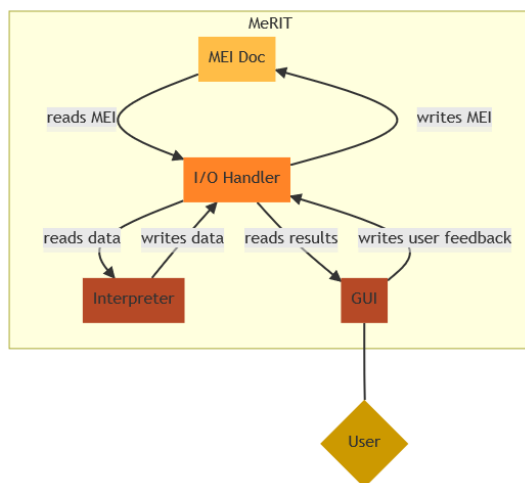 MeRIT
MEI Doc
reads MEI
writes MEI
I/O Handler
reads data
writes data
reads results
writes user feedback
Interpreter
GUI
User